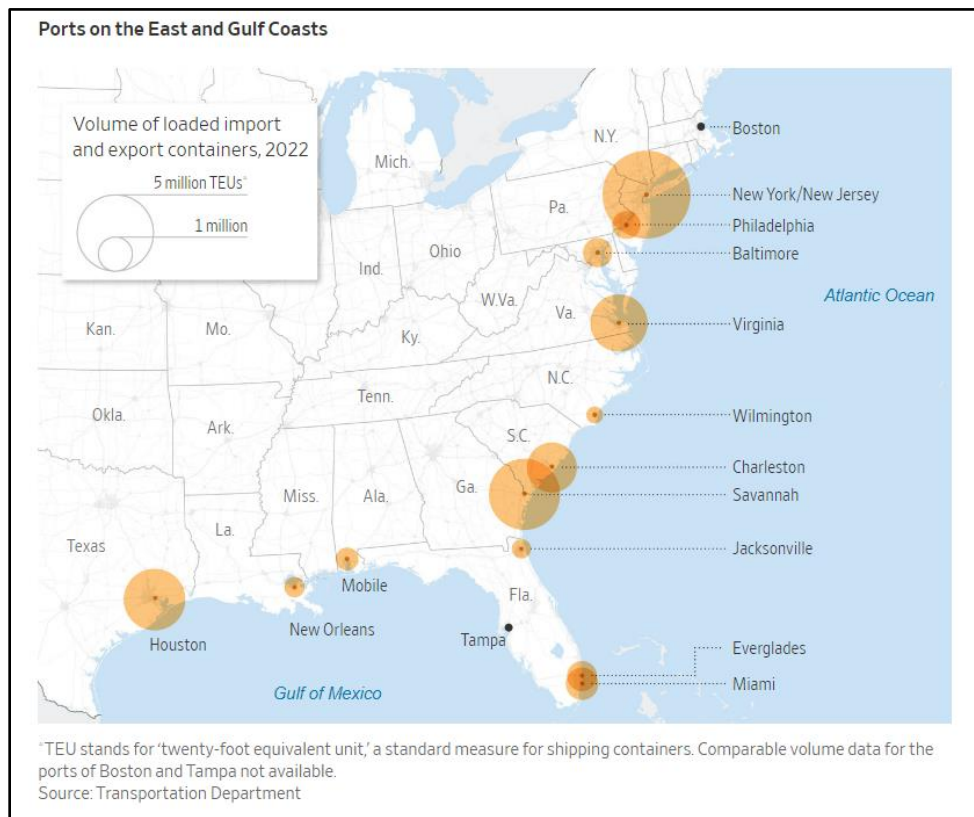 Ports on the East and Gulf Coasts
Volume of loaded import
and export containers, 2022
5 million TEUs*
1 million
Boston
N.Y.
Mich.
New York/New Jersey
Pa.
Philadelphia
Baltimore
Ohio
Ind.
Atlantic Ocean
W.Va.
Va.
Virginia
Kan.
Mo.
Ky.
N.C.
Tenn.
Okla.
Ark.
Wilmington
S.C.
Charleston
Ga.
Savannah
Miss.
Ala.
La.
Texas
Jacksonville
Mobile
Fla.
New Orleans
Houston
Tampa
Everglades
Miami
Gulf of Mexico
*TEU stands for ‘twenty-foot equivalent unit,’ a standard measure for shipping containers. Comparable volume data for the
ports of Boston and Tampa not available.
Source: Transportation Department